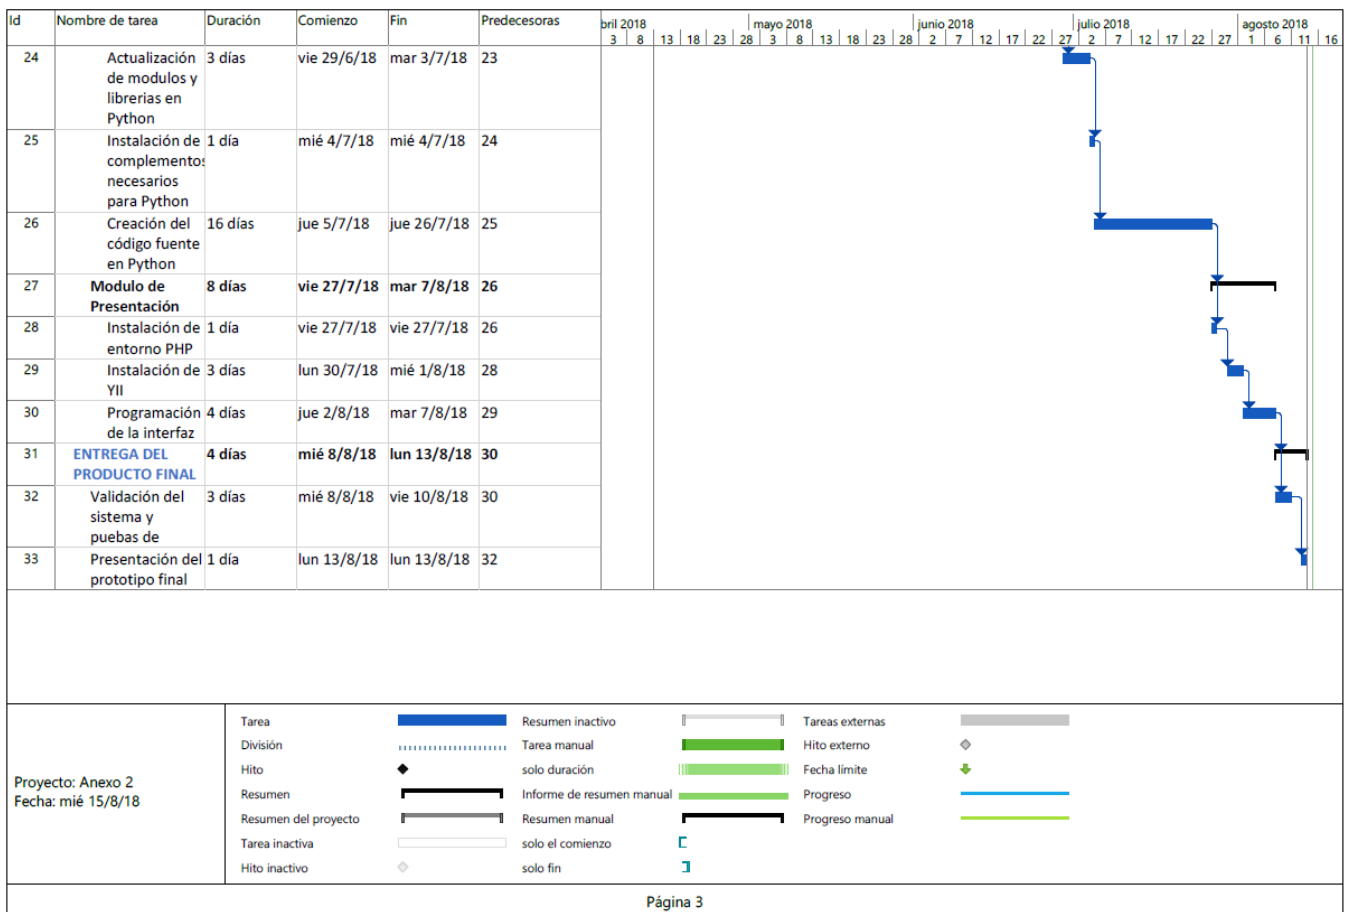 Id Nombre de tarea Duración Comienzo Fin Predecesoras bril 2018 mayo 2018 junio 2018 julio 2018 agosto 2018
3 8 13 18 23 28 3 8 13 18 23 28 2 7 12 17 22 27 2 7 12 17 22 27 1 6 11 16
24 Actualización 3 días vie 29/6/18 mar 3/7/18 23
de modulos y
librerias en
Python
25 Instalación de 1 día mié 4/7/18 mié 4/7/18 24
complementos
necesarios
para Python
26 Creación del 16 días jue 5/7/18 jue 26/7/18 25
código fuente
en Python
27 Modulo de 8 días vie 27/7/18 mar 7/8/18 26
Presentación
28 Instalación de 1 día vie 27/7/18 vie 27/7/18 26
entorno PHP
29 Instalación de 3 días lun 30/7/18 mié 1/8/18 28
YII
30 Programación 4 días jue 2/8/18 mar 7/8/18 29
de la interfaz
31 ENTREGA DEL 4 días mié 8/8/18 lun 13/8/18 30
PRODUCTO FINAL
32 Validación del 3 días mié 8/8/18 vie 10/8/18 30
sistema y
puebas de
33 Presentación del 1 día lun 13/8/18 lun 13/8/18 32
prototipo final
Proyecto: Anexo 2
Fecha: mié 15/8/18
Tarea Resumen inactivo Tareas externas
División Tarea manual Hito externo
Hito solo duración Fecha límite
Resumen Informe de resumen manual Progreso
Resumen del proyecto Resumen manual Progreso manual
Tarea inactiva solo el comienzo
Hito inactivo solo fin
Página 3